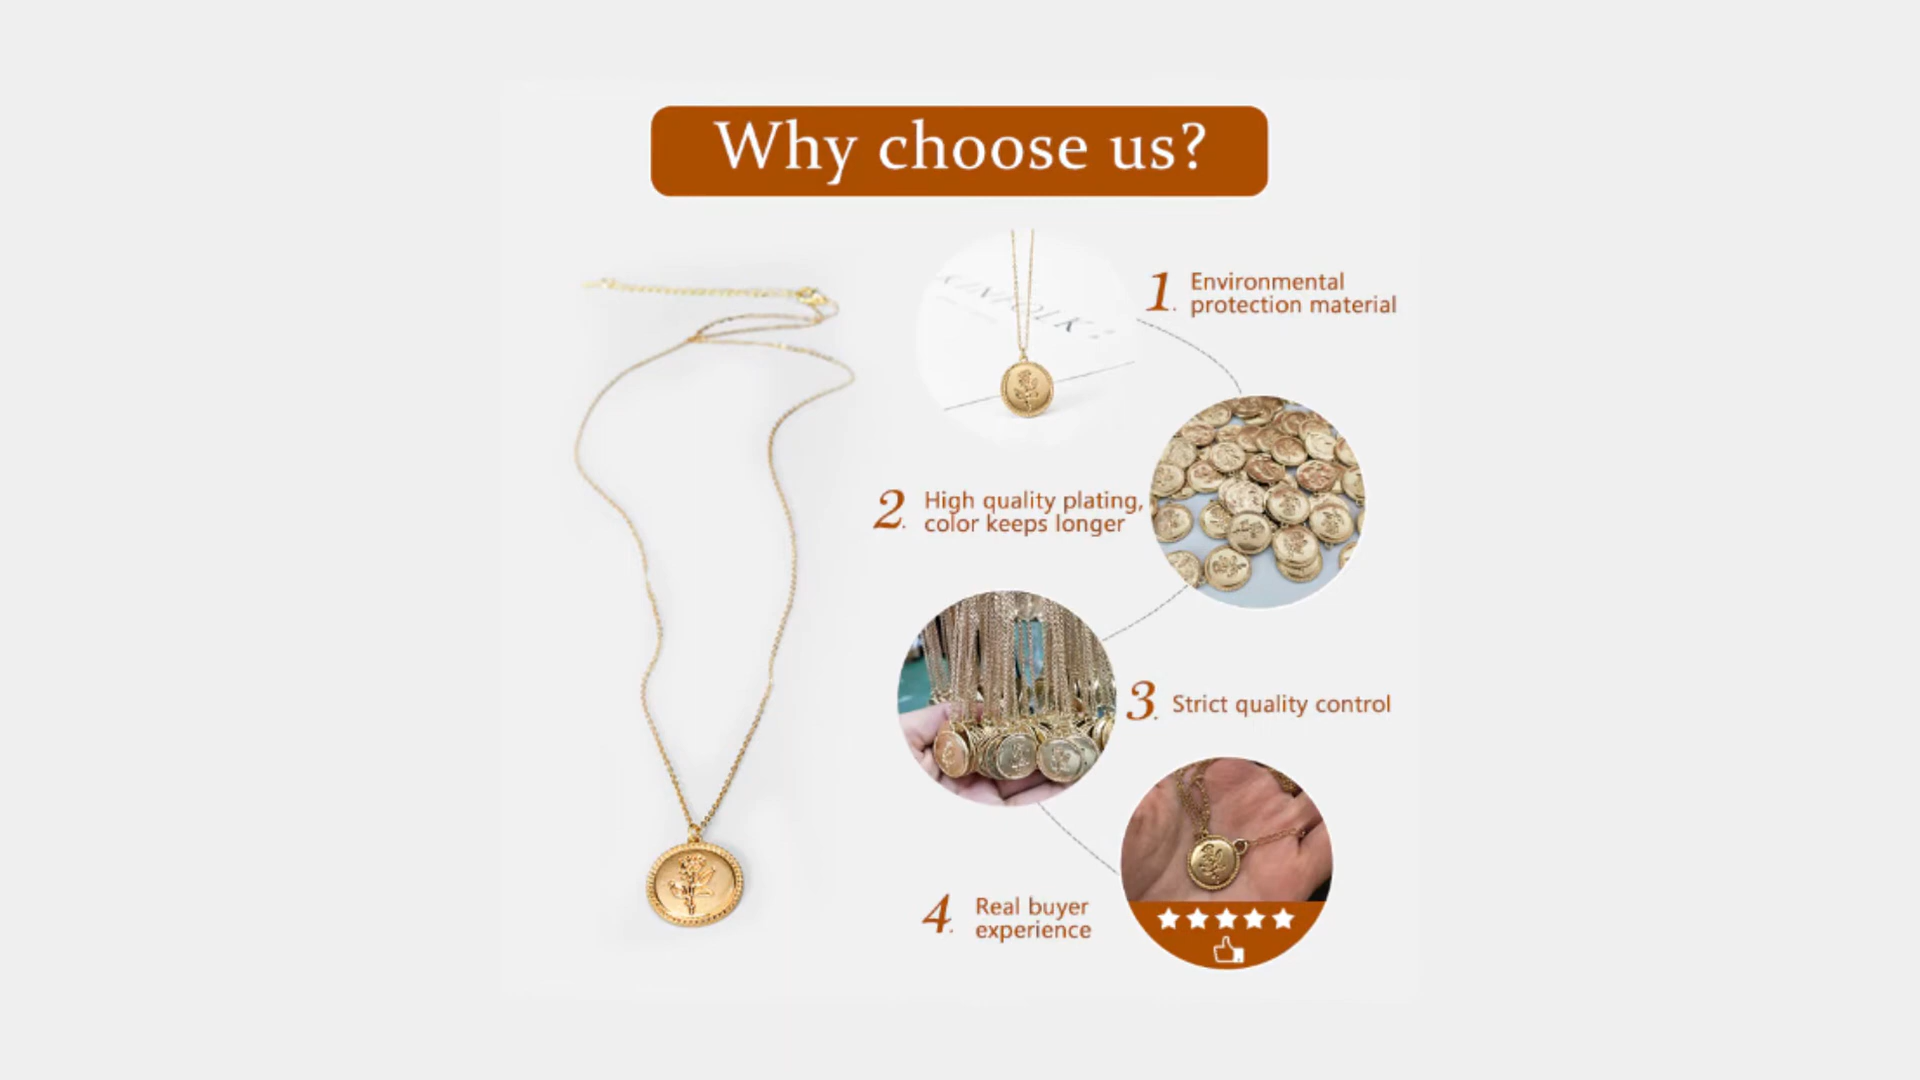 Why choose us?
KINFOLK
1. Environmental
protection material
2. High quality plating,
color keeps longer
3. Strict quality control
4. Real buyer
experience